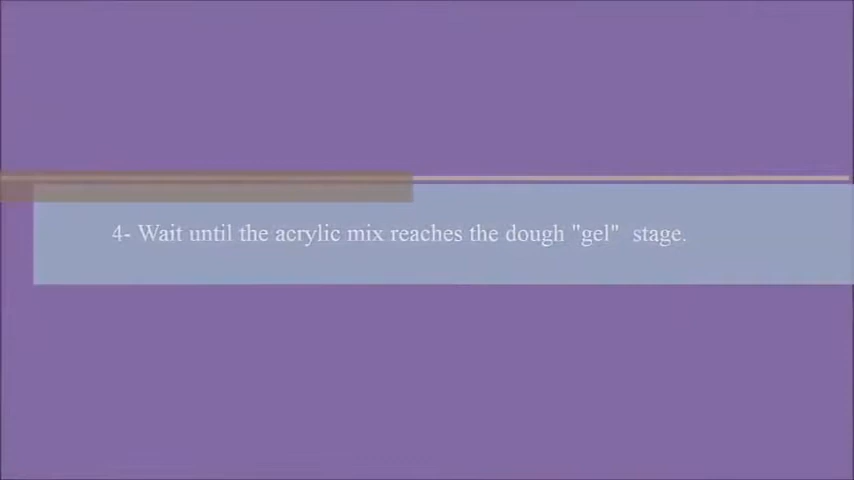 4- Wait until the acrylic mix reaches the dough "gel"  stage.